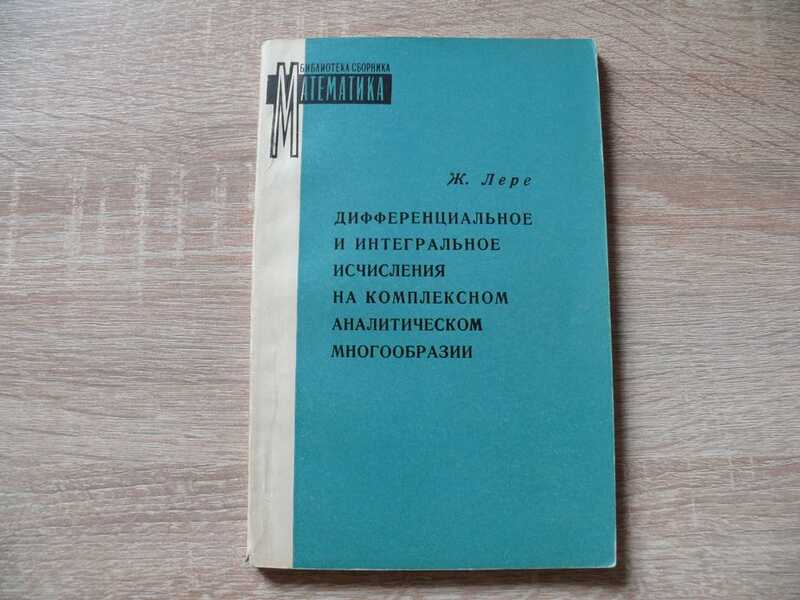 БИБЛИОТЕКА СБОРНИКА
МАТЕМАТИКА
Ж. Лере
ДИФФЕРЕНЦИАЛЬНОЕ
И ИНТЕГРАЛЬНОЕ
ИСЧИСЛЕНИЯ
НА КОМПЛЕКСНОМ
АНАЛИТИЧЕСКОМ
МНОГООБРАЗИИ